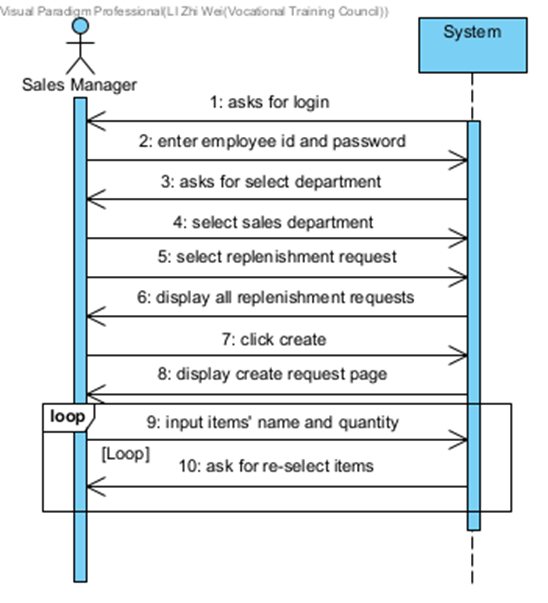 Visual Paradigm Professional(LI Zhi Wei(Vocational Training Council))
System
Sales Manager
1: asks for login
2: enter employee id and password
3: asks for select department
4: select sales department
5: select replenishment request
6: display all replenishment requests
7: click create
8: display create request page
loop
9: input items' name and quantity
[Loop]
10: ask for re-select items